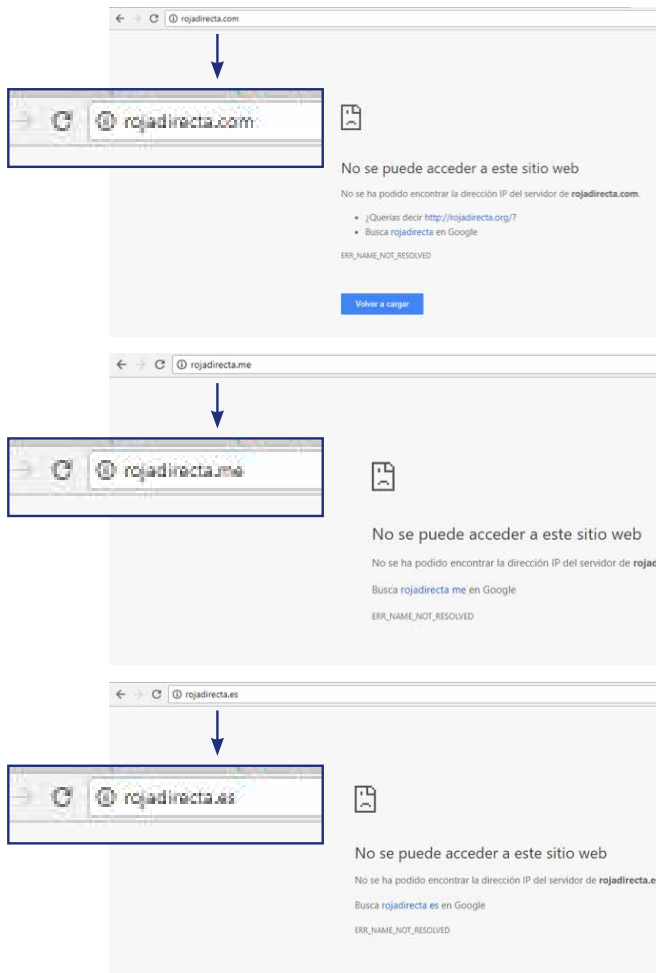 rojadirecta.com
rojadirecta.com
No se puede acceder a este sitio web
No se ha podido encontrar la dirección IP del servidor de rojadirecta.com.
• ¿Querías decir http://rojadirecta.org/?
• Busca rojadirecta en Google
ERR_NAME_NOT_RESOLVED
Volver a cargar
rojadirecta.me
rojadirecta.me
No se puede acceder a este sitio web
No se ha podido encontrar la dirección IP del servidor de rojad
Busca rojadirecta me en Google
ERR_NAME_NOT_RESOLVED
rojadirecta.es
rojadirecta.es
No se puede acceder a este sitio web
No se ha podido encontrar la dirección IP del servidor de rojadirecta.e
Busca rojadirecta es en Google
ERR_NAME_NOT_RESOLVED